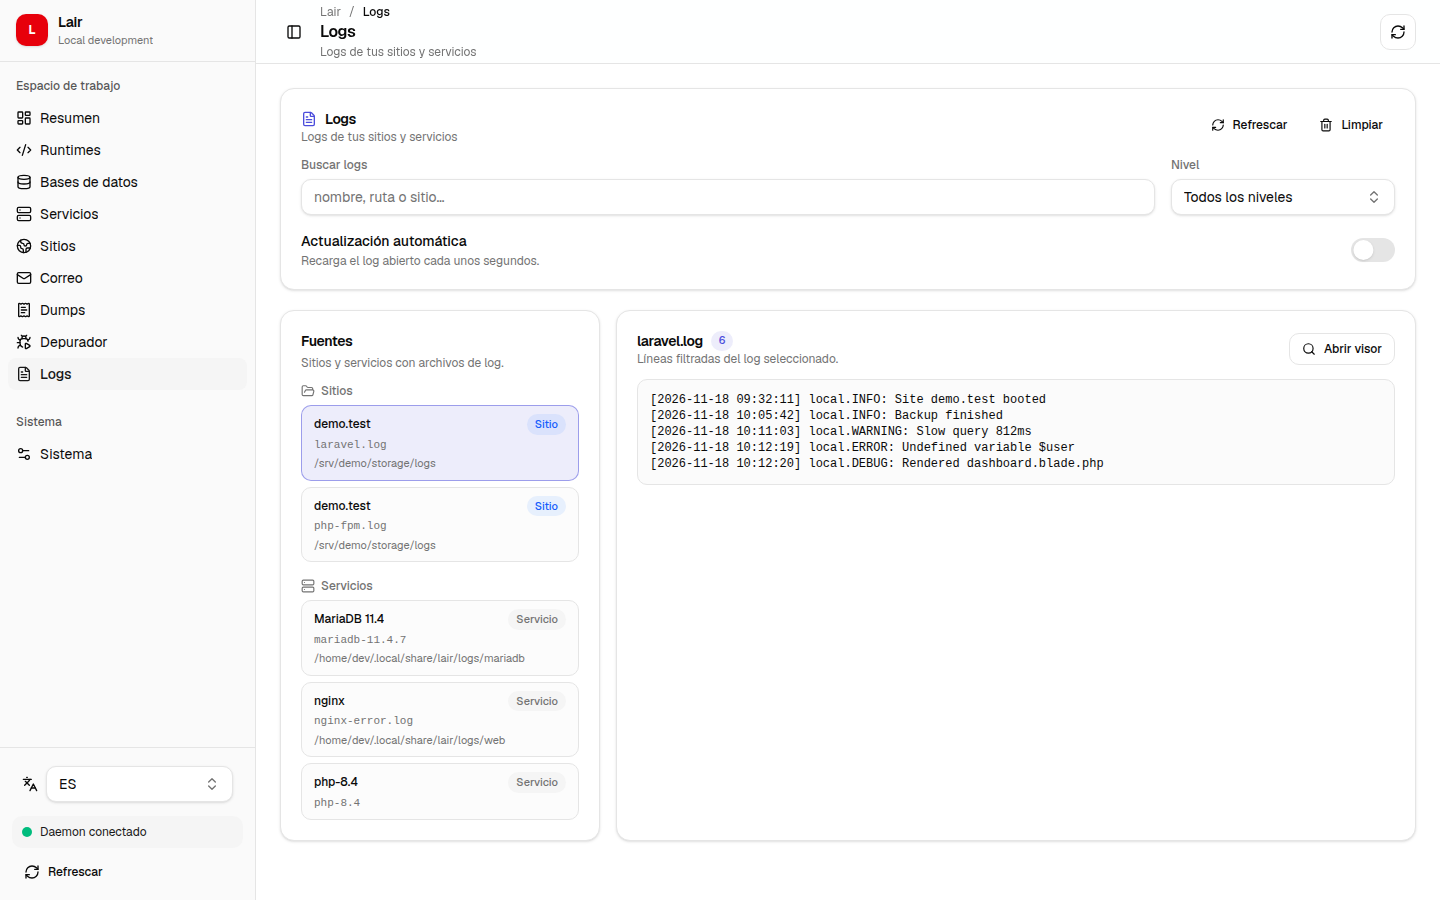 L
Lair
Local development
Espacio de trabajo
Resumen
Runtimes
Bases de datos
Servicios
Sitios
Correo
Dumps
Depurador
Logs
Sistema
Sistema
ES
Daemon conectado
Refrescar
Lair / Logs
Logs
Logs de tus sitios y servicios
Logs
Logs de tus sitios y servicios
Refrescar
Limpiar
Buscar logs
nombre, ruta o sitio…
Nivel
Todos los niveles
Actualización automática
Recarga el log abierto cada unos segundos.
Fuentes
Sitios y servicios con archivos de log.
Sitios
demo.test Sitio
laravel.log
/srv/demo/storage/logs
demo.test Sitio
php-fpm.log
/srv/demo/storage/logs
Servicios
MariaDB 11.4 Servicio
mariadb-11.4.7
/home/dev/.local/share/lair/logs/mariadb
nginx Servicio
nginx-error.log
/home/dev/.local/share/lair/logs/web
php-8.4 Servicio
php-8.4
laravel.log 6
Líneas filtradas del log seleccionado.
Abrir visor
[2026-11-18 09:32:11] local.INFO: Site demo.test booted
[2026-11-18 10:05:42] local.INFO: Backup finished
[2026-11-18 10:11:03] local.WARNING: Slow query 812ms
[2026-11-18 10:12:19] local.ERROR: Undefined variable $user
[2026-11-18 10:12:20] local.DEBUG: Rendered dashboard.blade.php